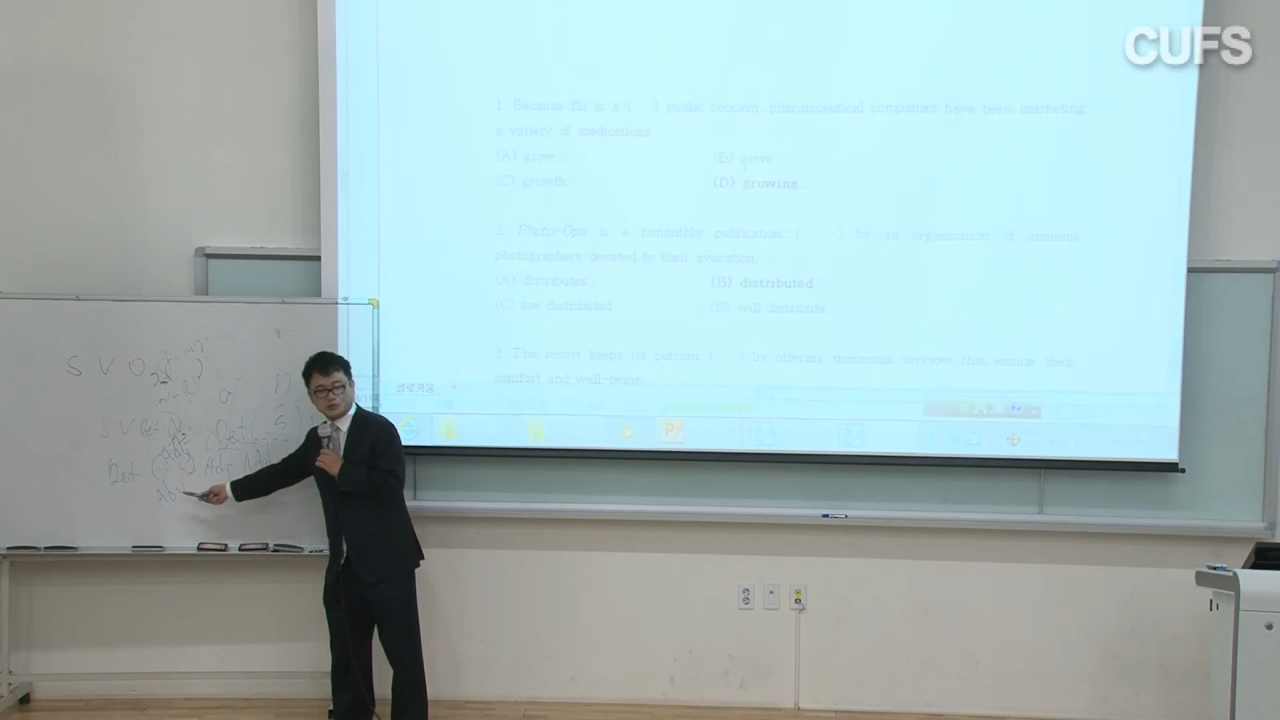 CUFS
1. Because flu is a ( ) public concern, pharmaceutical companies have been marketing
a variety of medications.
(A) grow (B) grew
(C) growth (D) growing
2. Photo-Ops is a bimonthly publication ( ) by an organization of amateur
photographers devoted to their avocation.
(A) distributes (B) distributed
(C) are distributed (D) will distribute
3. The resort keeps its patrons ( ) by offering numerous services that ensure their
comfort and well-being.
S V O
a n
S V Det
Det Adj